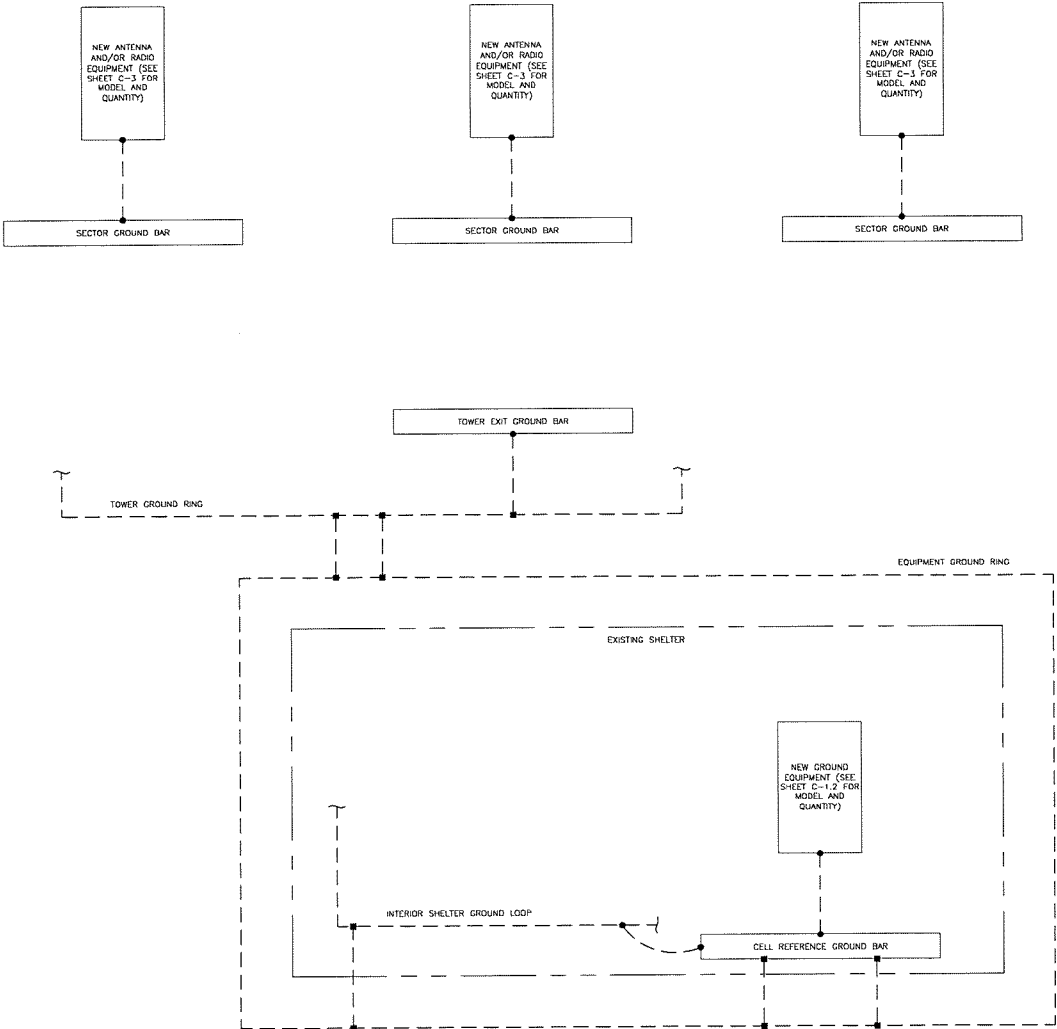 NEW ANTENNA
AND/OR RADIO
EQUIPMENT (SEE
SHEET C-3 FOR
MODEL AND
QUANTITY)
NEW ANTENNA
AND/OR RADIO
EQUIPMENT (SEE
SHEET C-3 FOR
MODEL AND
QUANTITY)
NEW ANTENNA
AND/OR RADIO
EQUIPMENT (SEE
SHEET C-3 FOR
MODEL AND
QUANTITY)
SECTOR GROUND BAR
SECTOR GROUND BAR
SECTOR GROUND BAR
TOWER EXIT GROUND BAR
TOWER GROUND RING
EQUIPMENT GROUND RING
EXISTING SHELTER
NEW GROUND
EQUIPMENT (SEE
SHEET C-1.2 FOR
MODEL AND
QUANTITY)
INTERIOR SHELTER GROUND LOOP
CELL REFERENCE GROUND BAR